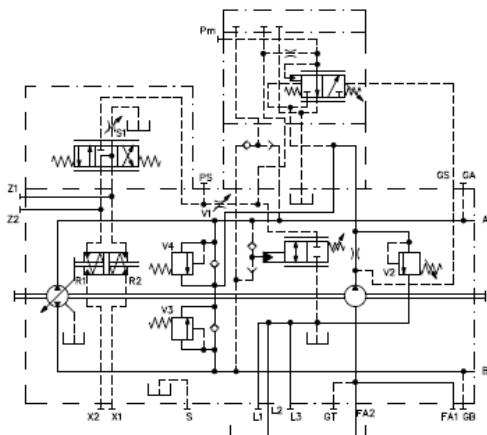 Pm
S1
Z1
PS
GS GA
Z2
V1
A
V4
V2
R1 R2
V3
B
X2 X1 S L1 L2 L3 GT FA2 FA1 GB